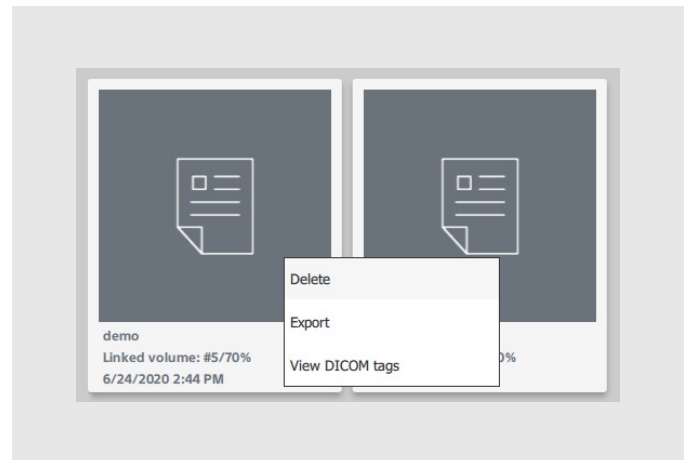 Delete
Export
View DICOM tags
demo
Linked volume: #5/70%
6/24/2020 2:44 PM
0%